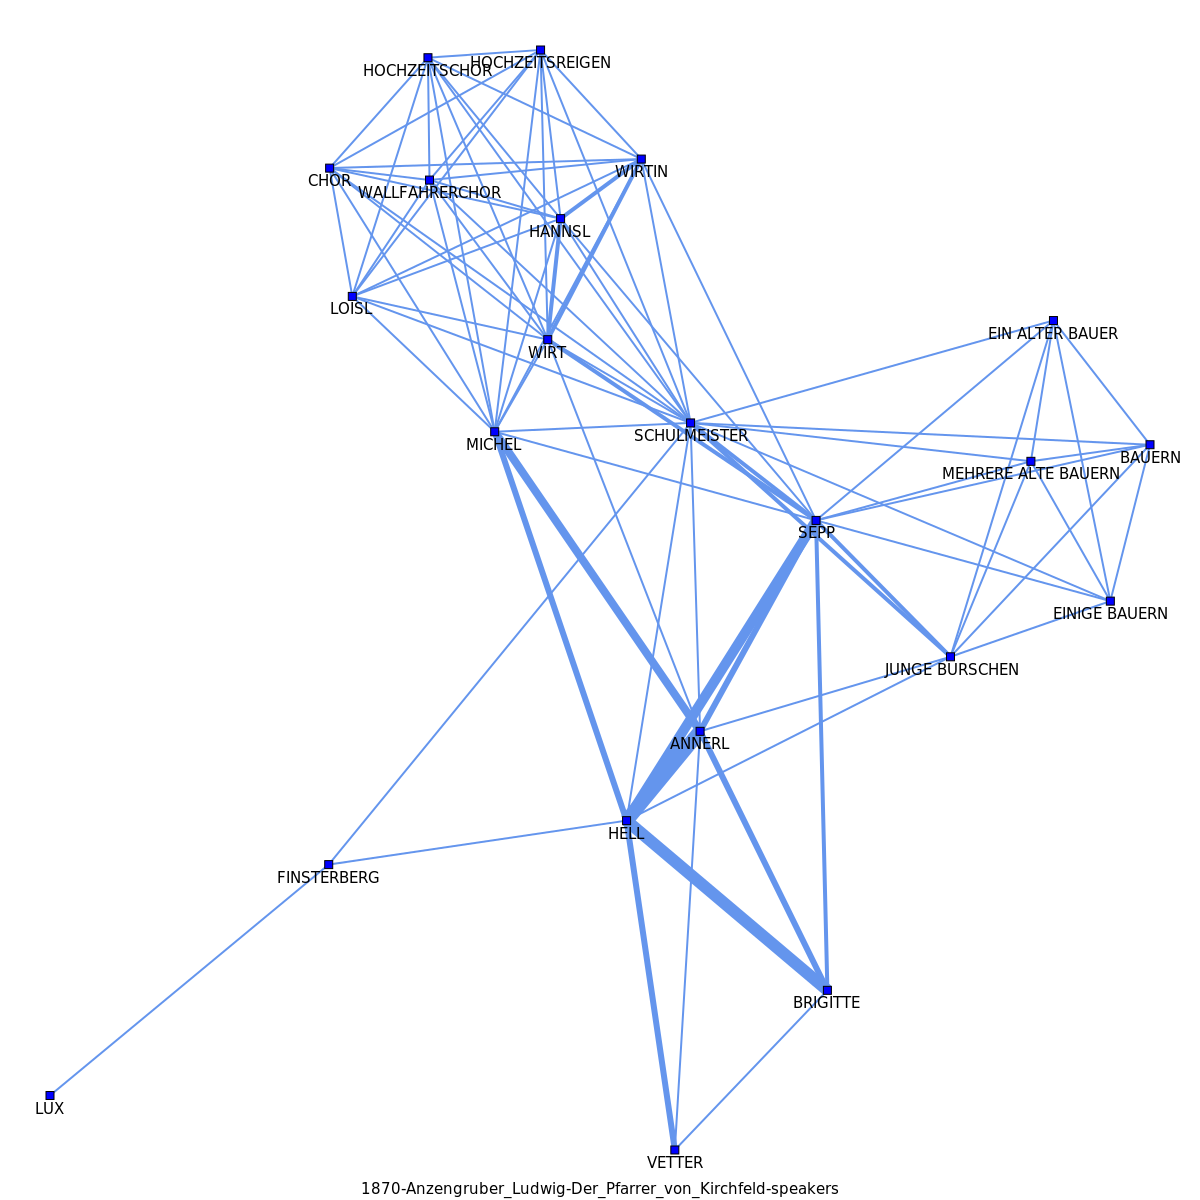 HOCHZEITSCHOR
HOCHZEITSREIGEN
CHOR
WALLFAHRERCHOR
WIRTIN
HANNSL
LOISL
WIRT
EIN ALTER BAUER
MICHEL
SCHULMEISTER
BAUERN
MEHRERE ALTE BAUERN
SEPP
EINIGE BAUERN
JUNGE BURSCHEN
ANNERL
HELL
FINSTERBERG
BRIGITTE
LUX
VETTER
1870-Anzengruber_Ludwig-Der_Pfarrer_von_Kirchfeld-speakers